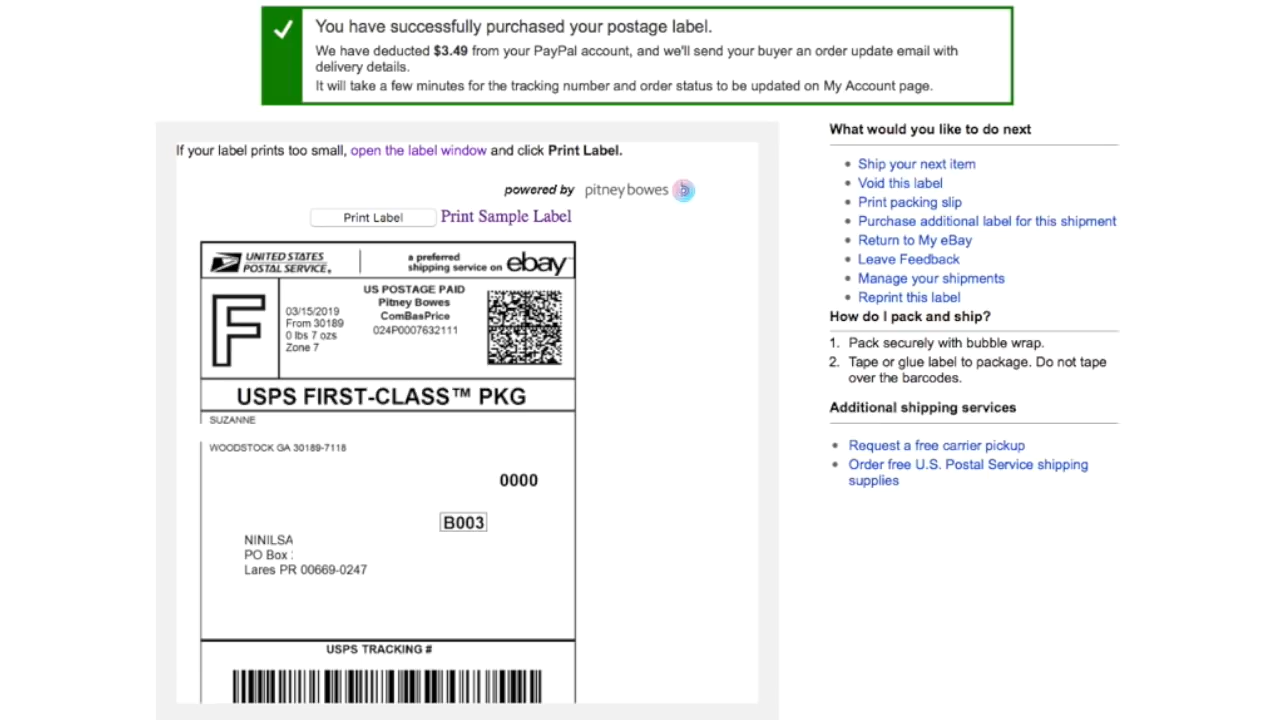 You have successfully purchased your postage label.
We have deducted $3.49 from your PayPal account, and we'll send your buyer an order update email with
delivery details.
It will take a few minutes for the tracking number and order status to be updated on My Account page.
If your label prints too small, open the label window and click Print Label.
powered by pitney bowes
Print Label Print Sample Label
UNITED STATES
POSTAL SERVICE®
a preferred
shipping service on ebay
F
03/15/2019
From 30189
0 lbs 7 ozs
Zone 7
US POSTAGE PAID
Pitney Bowes
ComBasPrice
024P0007632111
USPS FIRST-CLASS™ PKG
SUZANNE
WOODSTOCK GA 30189-7118
0000
B003
NINILSA
PO Box
Lares PR 00669-0247
USPS TRACKING #
What would you like to do next
• Ship your next item
• Void this label
• Print packing slip
• Purchase additional label for this shipment
• Return to My eBay
• Leave Feedback
• Manage your shipments
• Reprint this label
How do I pack and ship?
1. Pack securely with bubble wrap.
2. Tape or glue label to package. Do not tape
over the barcodes.
Additional shipping services
• Request a free carrier pickup
• Order free U.S. Postal Service shipping
supplies